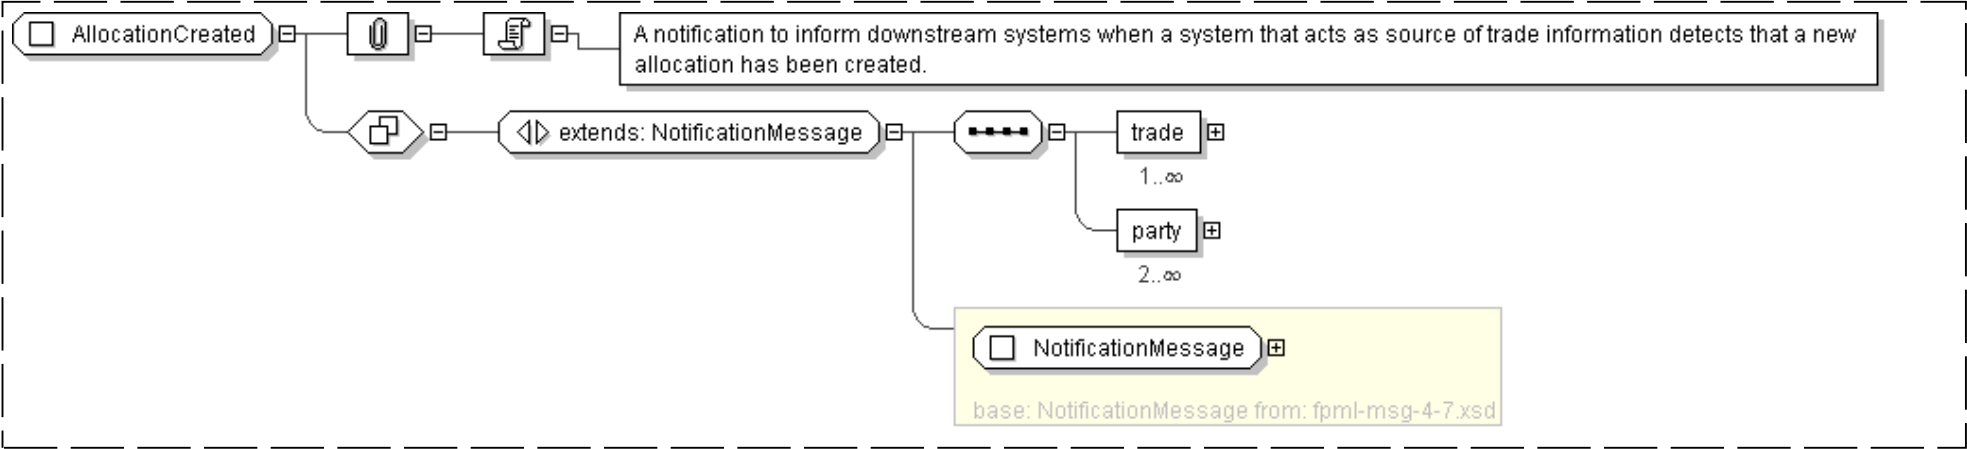 AllocationCreated
A notification to inform downstream systems when a system that acts as source of trade information detects that a new
allocation has been created.
extends: NotificationMessage
trade
1..∞
party
2..∞
NotificationMessage
base: NotificationMessage from: fpml-msg-4-7.xsd